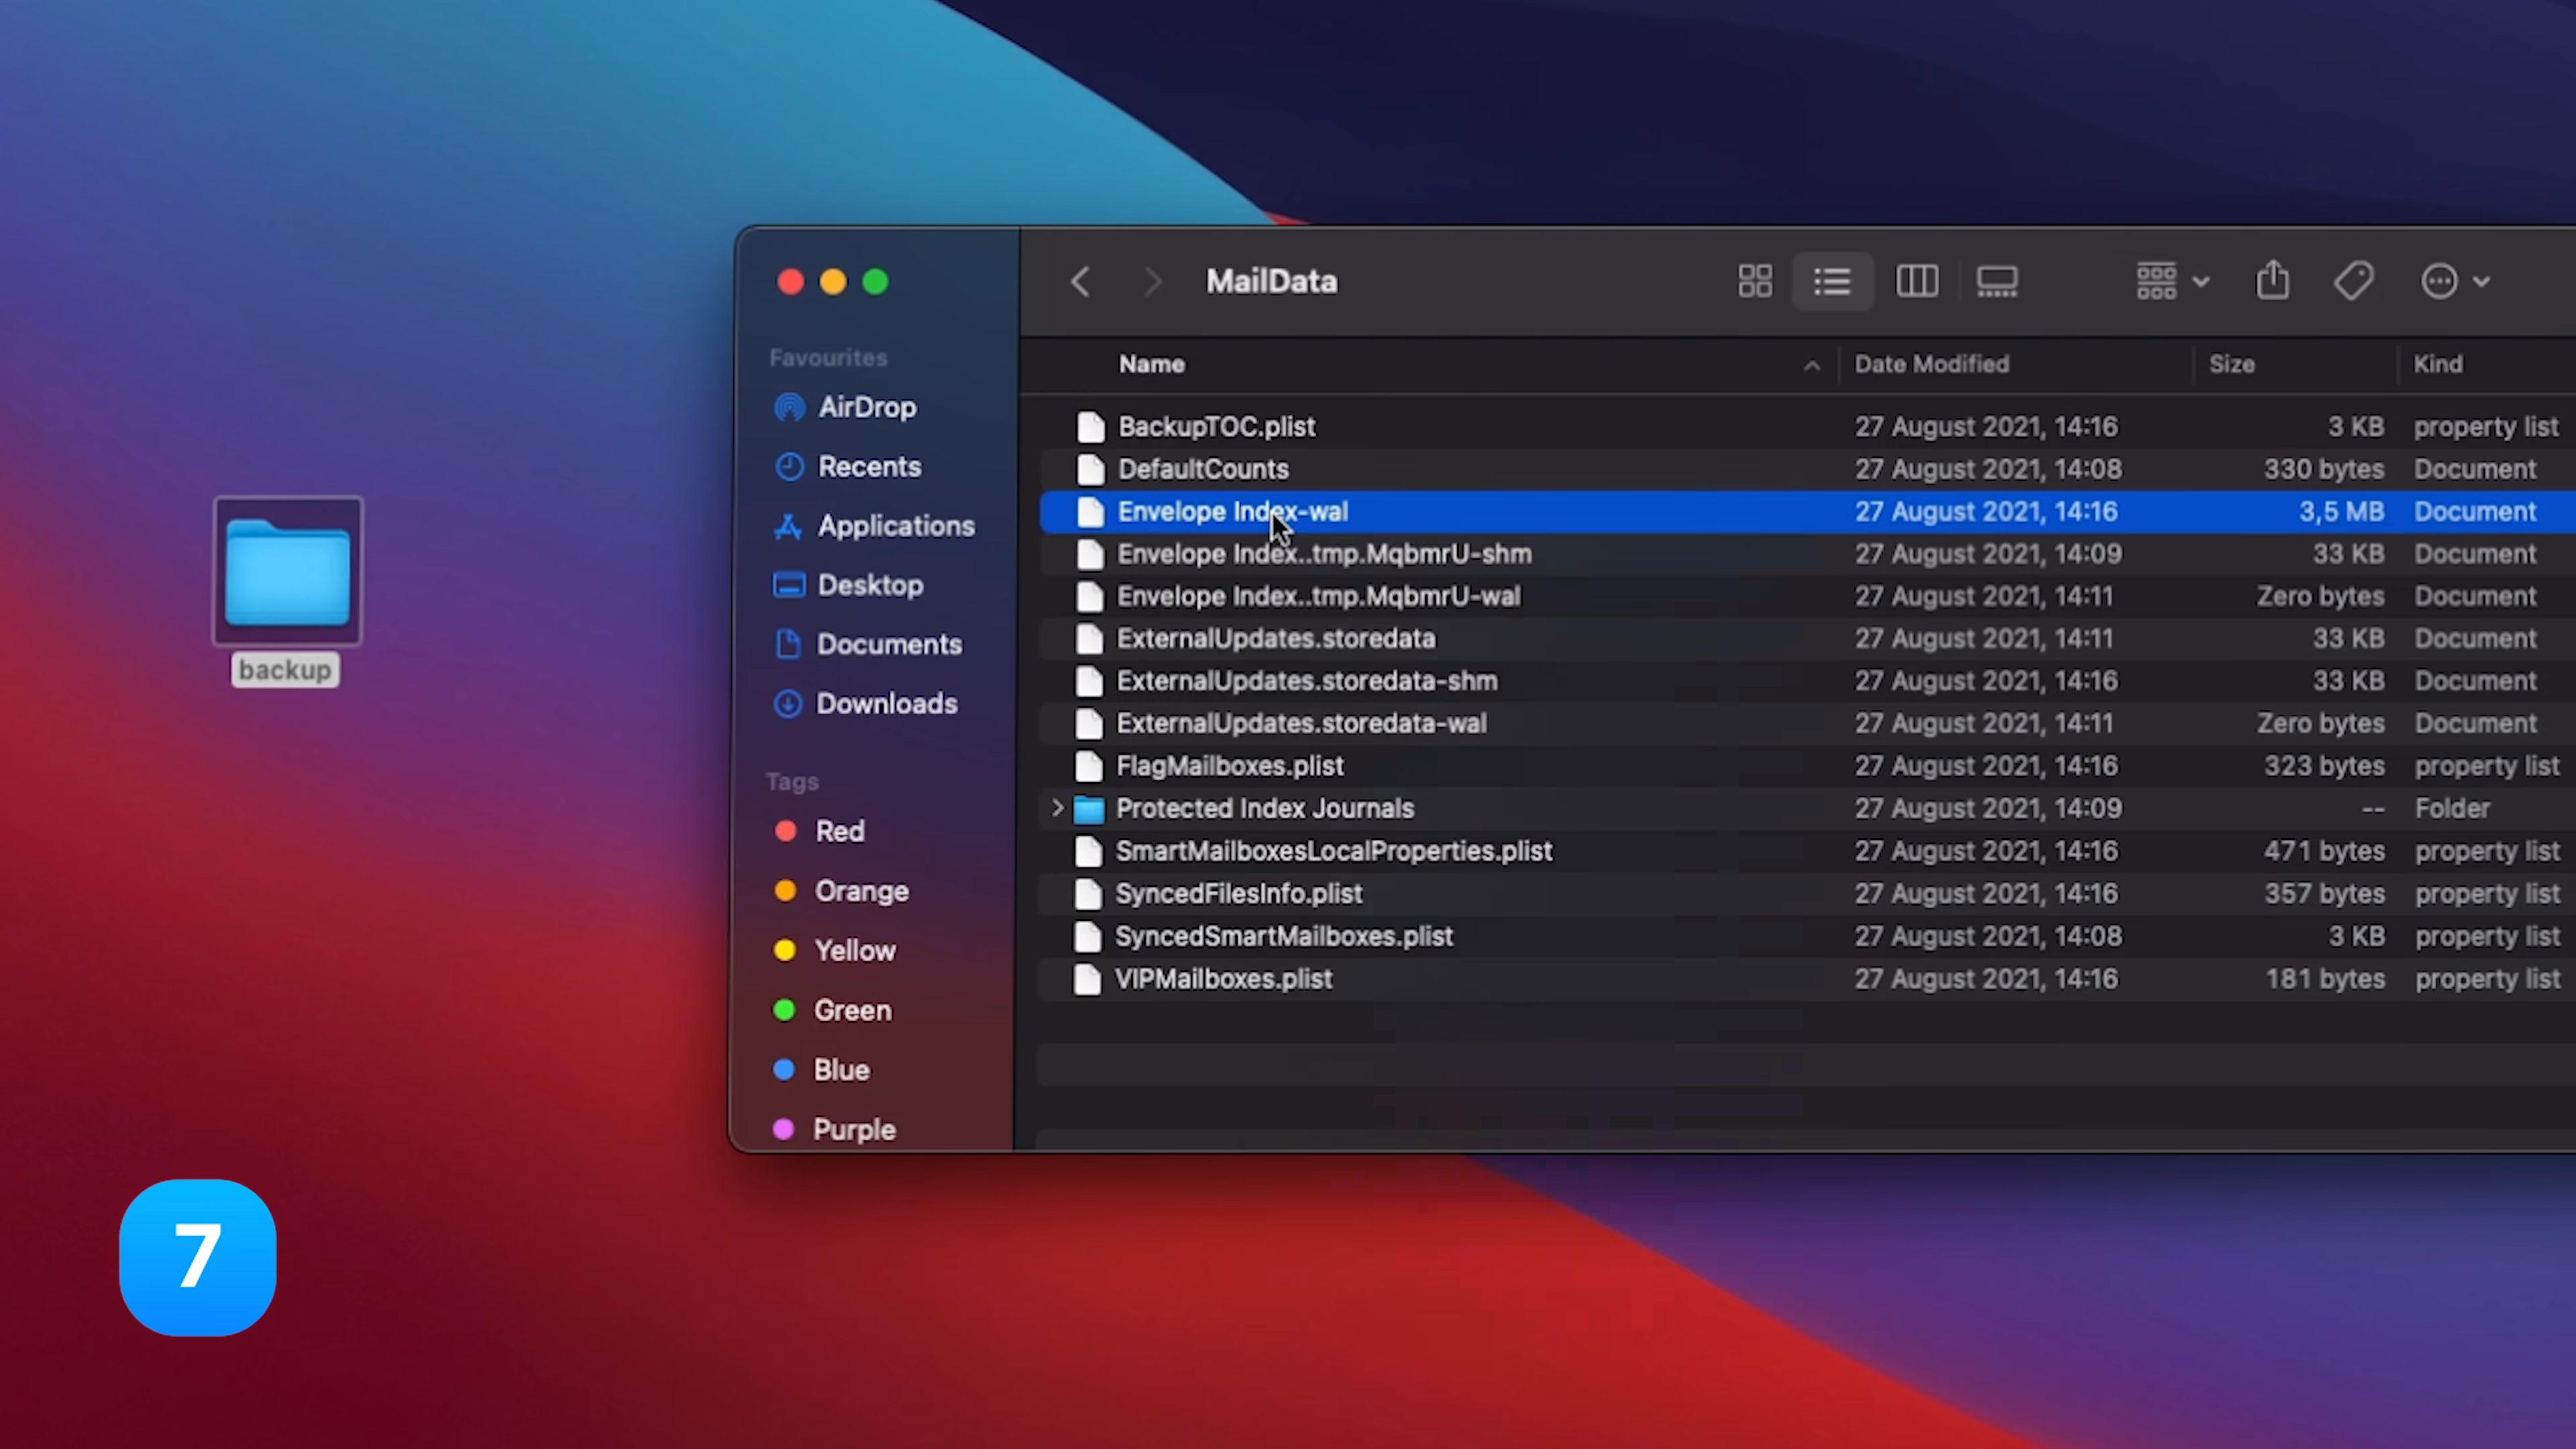 MailData
Favourites
AirDrop
Recents
Applications
Desktop
Documents
Downloads
Tags
Red
Orange
Yellow
Green
Blue
Purple
Name Date Modified Size Kind
BackupTOC.plist 27 August 2021, 14:16 3 KB property list
DefaultCounts 27 August 2021, 14:08 330 bytes Document
Envelope Index-wal 27 August 2021, 14:16 3,5 MB Document
Envelope Index..tmp.MqbmrU-shm 27 August 2021, 14:09 33 KB Document
Envelope Index..tmp.MqbmrU-wal 27 August 2021, 14:11 Zero bytes Document
ExternalUpdates.storedata 27 August 2021, 14:11 33 KB Document
ExternalUpdates.storedata-shm 27 August 2021, 14:16 33 KB Document
ExternalUpdates.storedata-wal 27 August 2021, 14:11 Zero bytes Document
FlagMailboxes.plist 27 August 2021, 14:16 323 bytes property list
Protected Index Journals 27 August 2021, 14:09 -- Folder
SmartMailboxesLocalProperties.plist 27 August 2021, 14:16 471 bytes property list
SyncedFilesInfo.plist 27 August 2021, 14:16 357 bytes property list
SyncedSmartMailboxes.plist 27 August 2021, 14:08 3 KB property list
VIPMailboxes.plist 27 August 2021, 14:16 181 bytes property list
backup
7